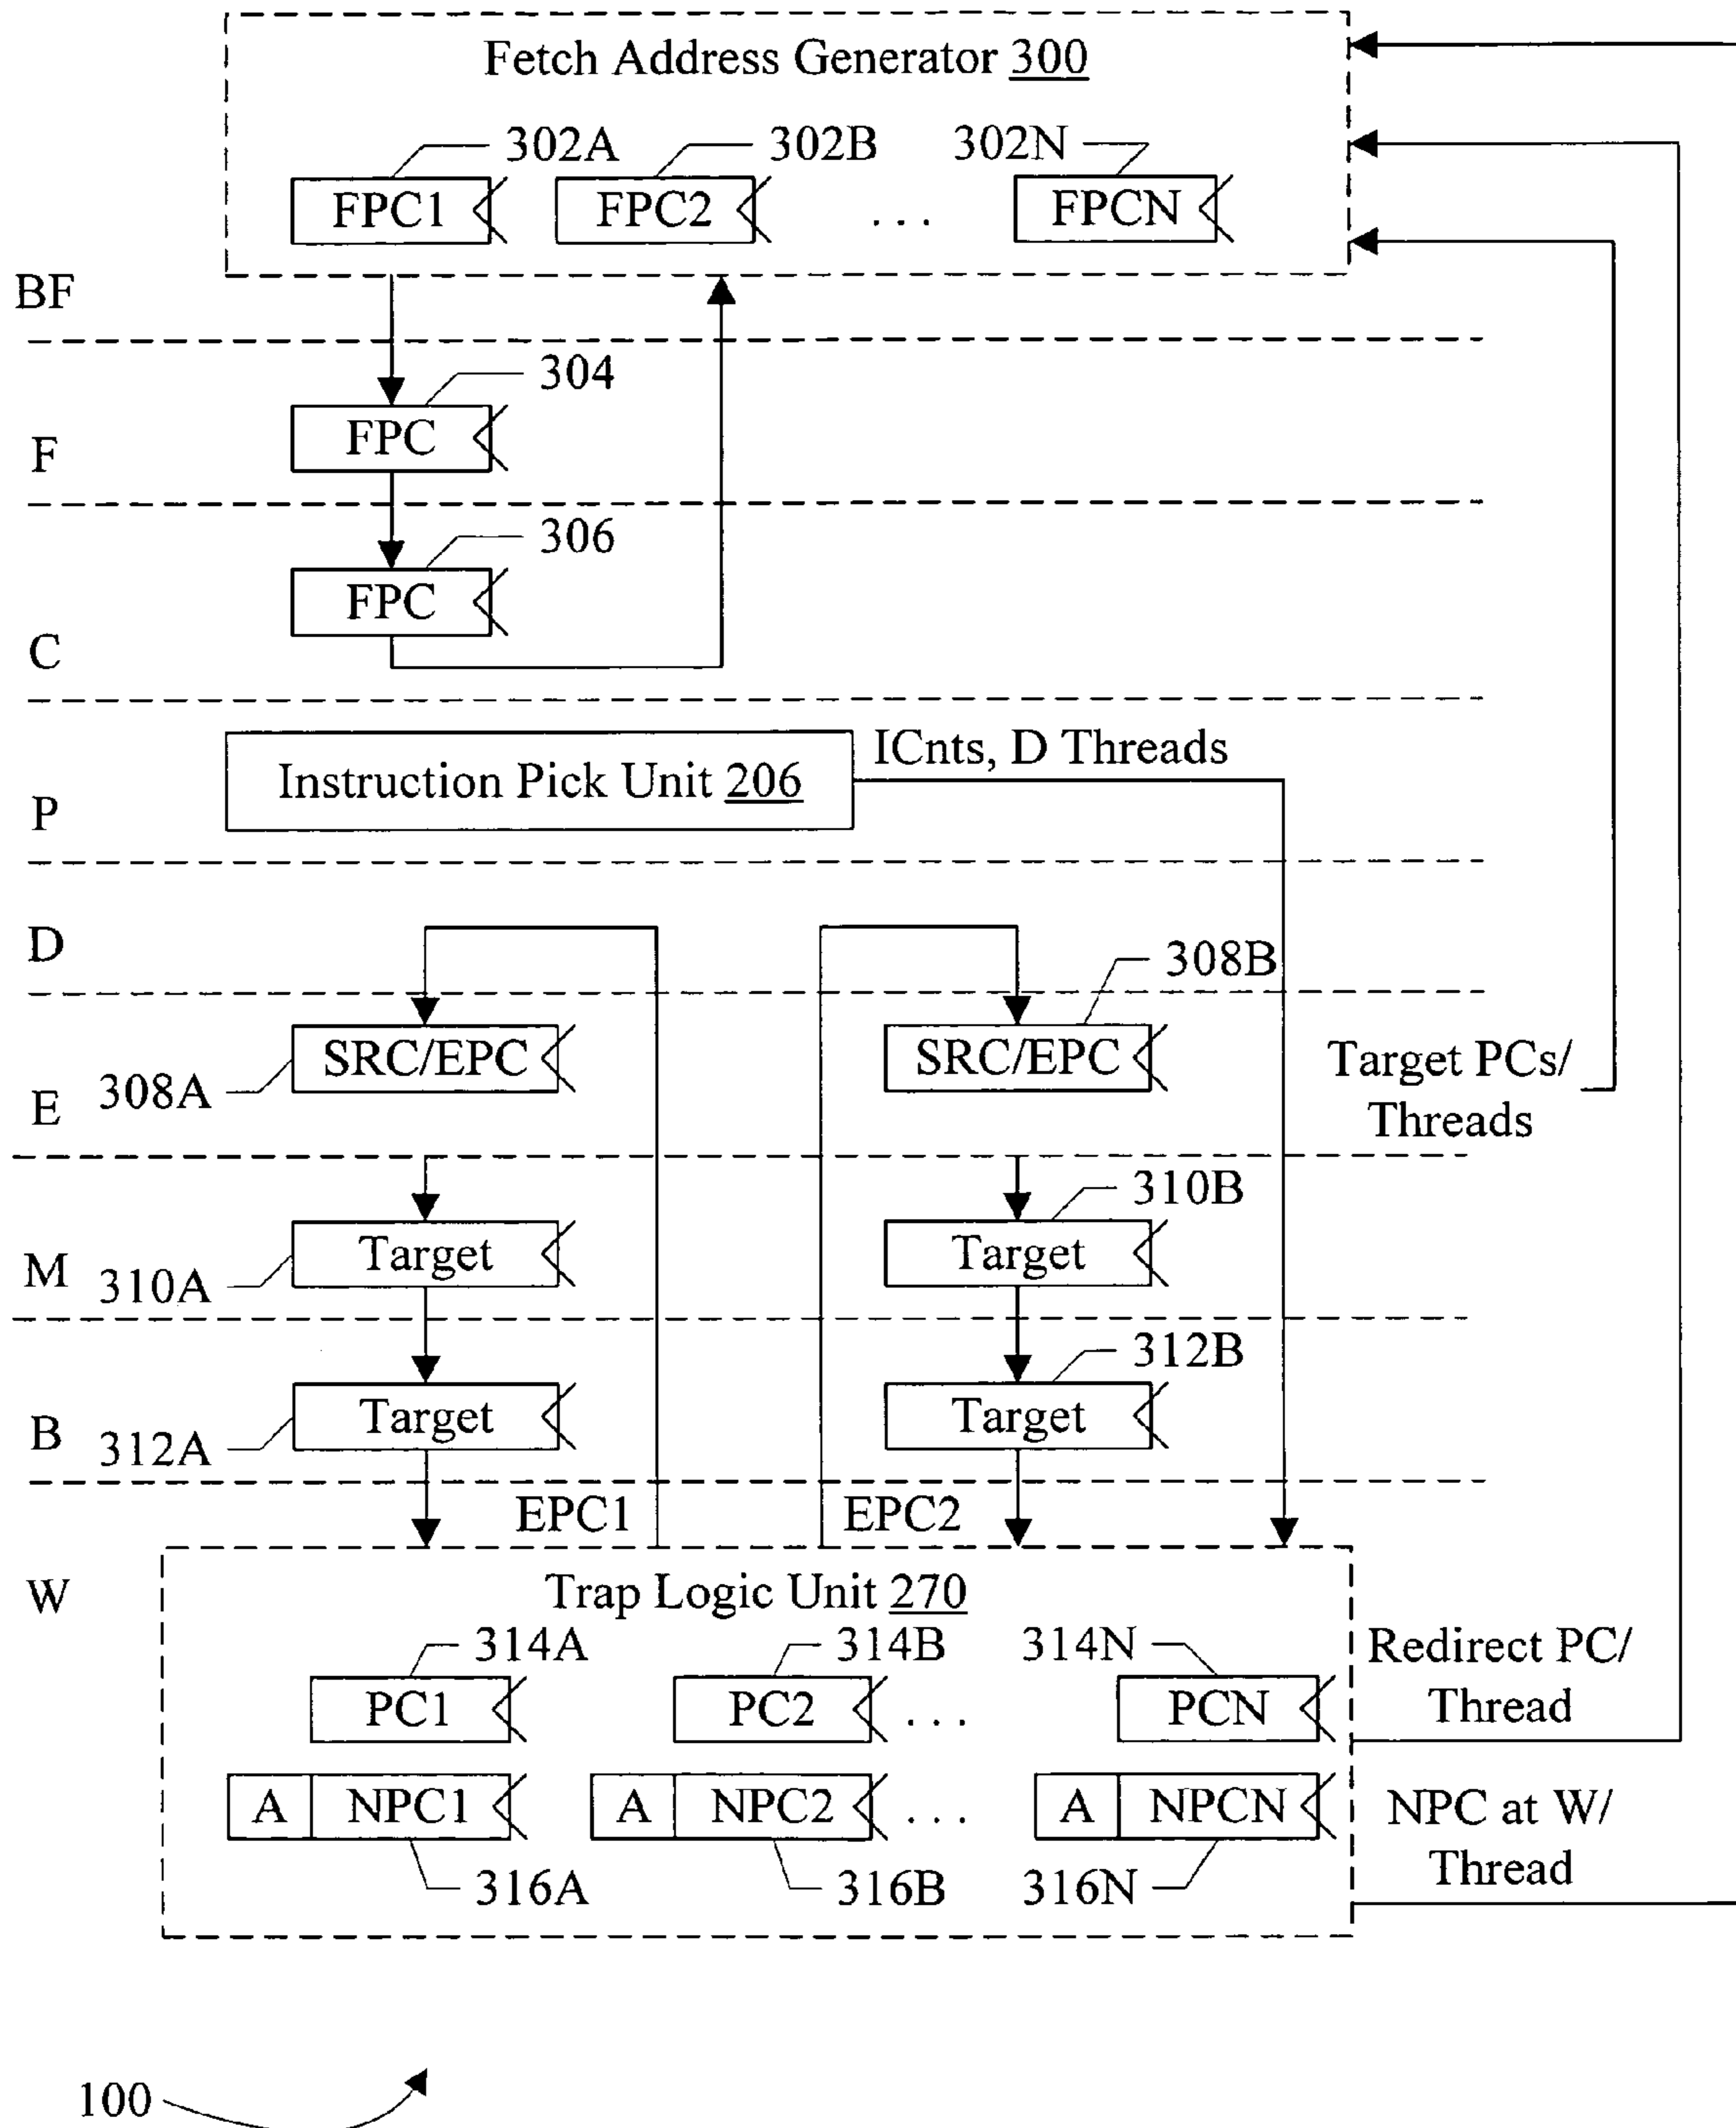 Fetch Address Generator 300
302A
302B
302N
FPC1
FPC2
. . .
FPCN
BF
304
FPC
F
306
FPC
C
ICnts, D Threads
Instruction Pick Unit 206
P
D
308B
SRC/EPC
SRC/EPC
308A
E
Target PCs/
Threads
310B
Target
Target
M
310A
312B
Target
Target
B
312A
EPC1
EPC2
W
Trap Logic Unit 270
314A
314B
314N
Redirect PC/
Thread
PC1
PC2
. . .
PCN
A
NPC1
A
NPC2
. . .
A
NPCN
NPC at W/
Thread
316A
316B
316N
100